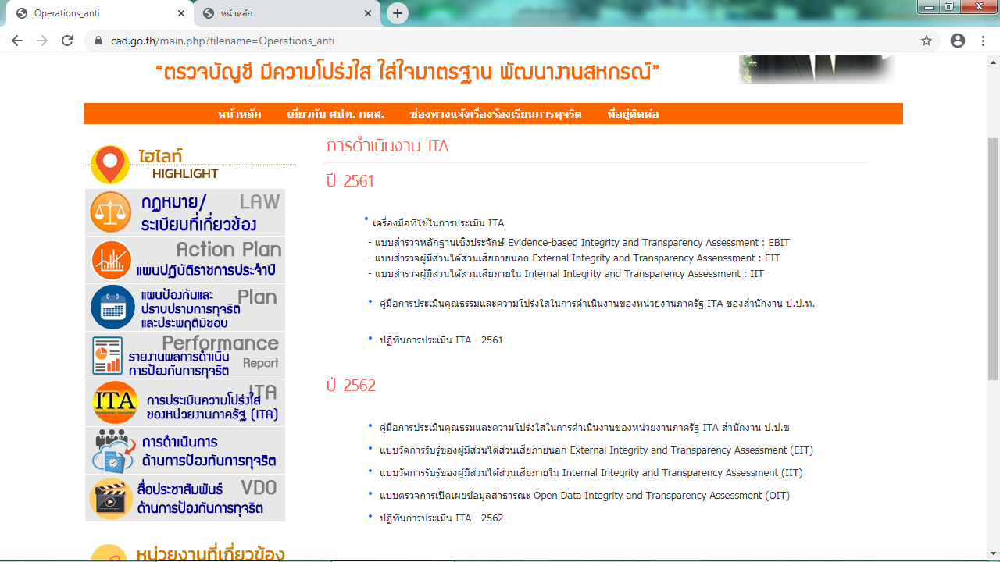 Operations_anti
หน้าหลัก
cad.go.th/main.php?filename=Operations_anti
“ตรวจบัญชี มีความโปร่งใส ใส่ใจมาตรฐาน พัฒนางานสหกรณ์”
หน้าหลัก เกี่ยวกับ ศปท. กตส. ช่องทางแจ้งเรื่องร้องเรียนการทุจริต ที่อยู่ติดต่อ
ไฮไลท์
HIGHLIGHT
กฎหมาย/ LAW
ระเบียบที่เกี่ยวข้อง
Action Plan
แผนปฏิบัติราชการประจำปี
แผนป้องกันและ Plan
ปราบปรามการทุจริต
และประพฤติมิชอบ
Performance
รายงานผลการดำเนิน
Report
การป้องกันการทุจริต
ITA
ITA
การประเมินความโปร่งใส
ของหน่วยงานภาครัฐ (ITA)
การดำเนินการ
ด้านการป้องกันการทุจริต
สื่อประชาสัมพันธ์ VDO
ด้านการป้องกันการทุจริต
หน่วยงานที่เกี่ยวข้อง
การดำเนินงาน ITA
ปี 2561
• เครื่องมือที่ใช้ในการประเมิน ITA
- แบบสำรวจหลักฐานเชิงประจักษ์ Evidence-based Integrity and Transparency Assessment : EBIT
- แบบสำรวจผู้มีส่วนได้ส่วนเสียภายนอก External Integrity and Transparency Assenssment : EIT
- แบบสำรวจผู้มีส่วนได้ส่วนเสียภายใน Internal Integrity and Transparency Assessment : IIT
• คู่มือการประเมินคุณธรรมและความโปร่งใสในการดำเนินงานของหน่วยงานภาครัฐ ITA ของสำนักงาน ป.ป.ท.
• ปฏิทินการประเมิน ITA - 2561
ปี 2562
• คู่มือการประเมินคุณธรรมและความโปร่งใสในการดำเนินงานของหน่วยงานภาครัฐ ITA สำนักงาน ป.ป.ช
• แบบวัดการรับรู้ของผู้มีส่วนได้ส่วนเสียภายนอก External Integrity and Transparency Assessment (EIT)
• แบบวัดการรับรู้ของผู้มีส่วนได้ส่วนเสียภายใน Internal Integrity and Transparency Assessment (IIT)
• แบบตรวจการเปิดเผยข้อมูลสาธารณะ Open Data Integrity and Transparency Assessment (OIT)
• ปฏิทินการประเมิน ITA - 2562